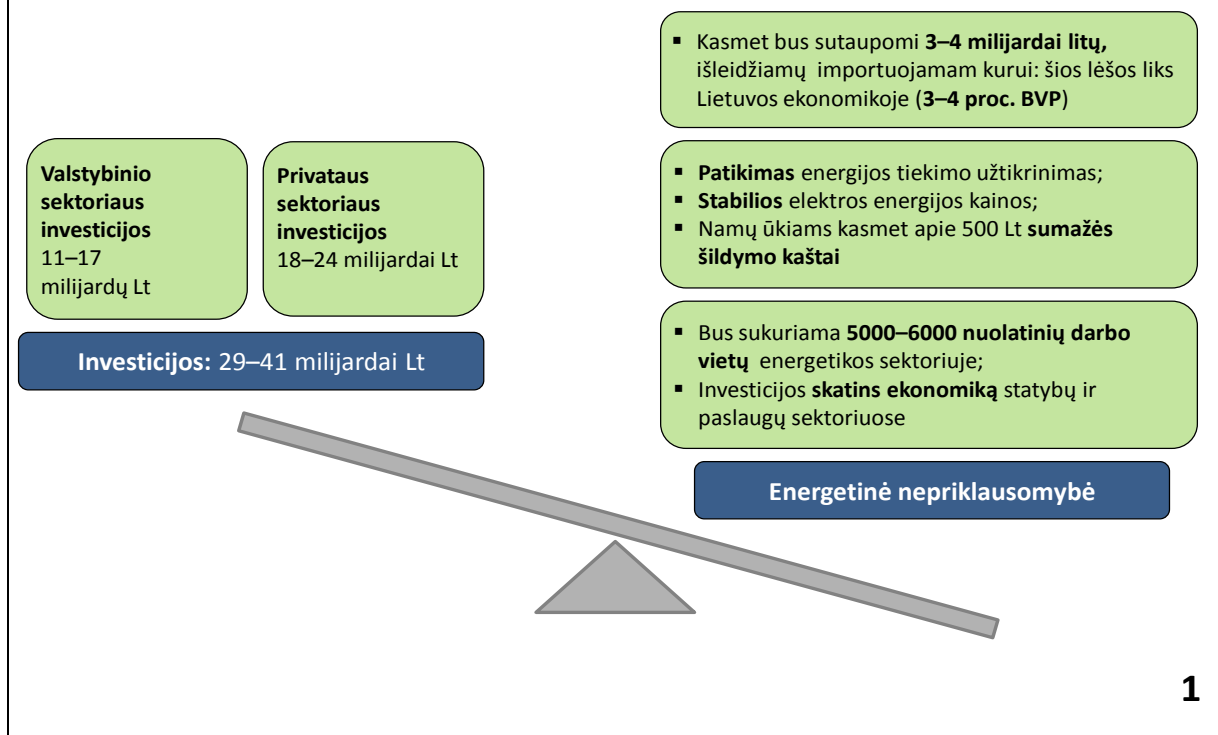 Valstybinio
sektoriaus
investicijos
11–17
milijardų Lt
Privataus
sektoriaus
investicijos
18–24 milijardai Lt
Investicijos: 29–41 milijardai Lt
▪ Kasmet bus sutaupomi 3–4 milijardai litų,
išleidžiamų importuojamam kurui: šios lėšos liks
Lietuvos ekonomikoje (3–4 proc. BVP)
▪ Patikimas energijos tiekimo užtikrinimas;
▪ Stabilios elektros energijos kainos;
▪ Namų ūkiams kasmet apie 500 Lt sumažės
šildymo kaštai
▪ Bus sukuriama 5000–6000 nuolatinių darbo
vietų energetikos sektoriuje;
▪ Investicijos skatins ekonomiką statybų ir
paslaugų sektoriuose
Energetinė nepriklausomybė
1